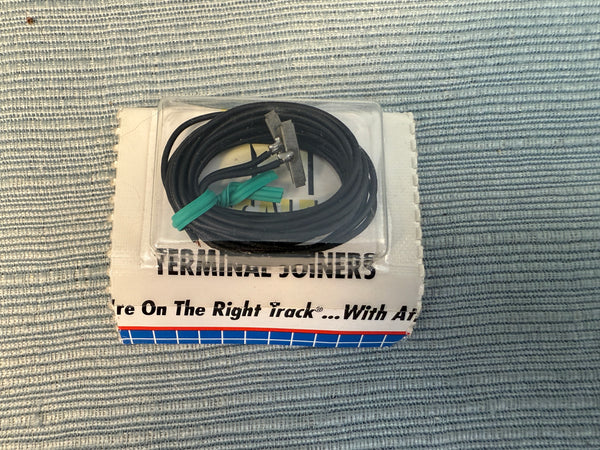 TERMINAL JOINERS
're On The Right Track®...With At